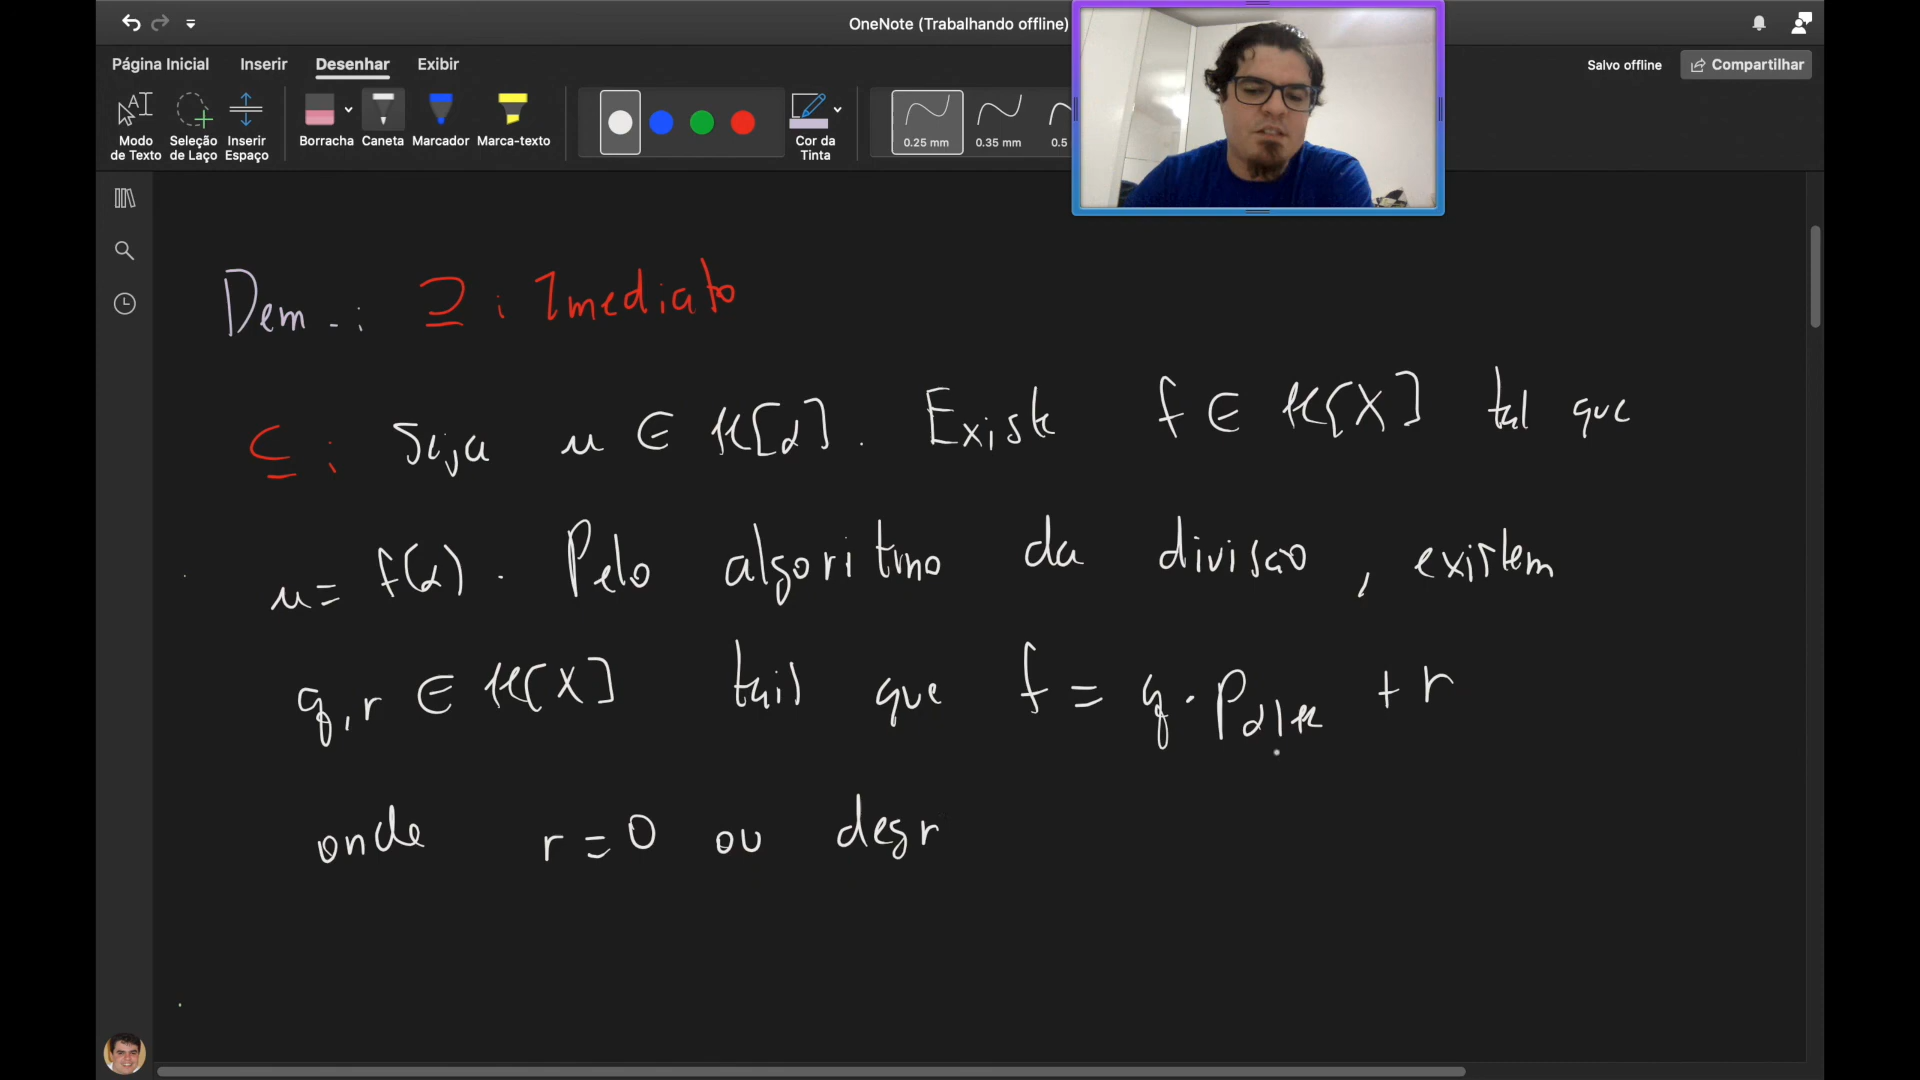 OneNote (Trabalhando offline)
Página Inicial Inserir Desenhar Exibir
Salvo offline Compartilhar
Modo de Texto
Seleção de Laço
Inserir Espaço
Borracha Caneta Marcador Marca-texto
Cor da Tinta
0.25 mm 0.35 mm 0.5
Dem.: ⊇: Imediato
⊆: Seja u ∈ K[α]. Existe f ∈ K[X] tal que
u = f(α). Pelo algoritmo da divisao, existem
q, r ∈ K[X] tais que f = q · P_{α|K} + r
onde r = 0 ou deg r